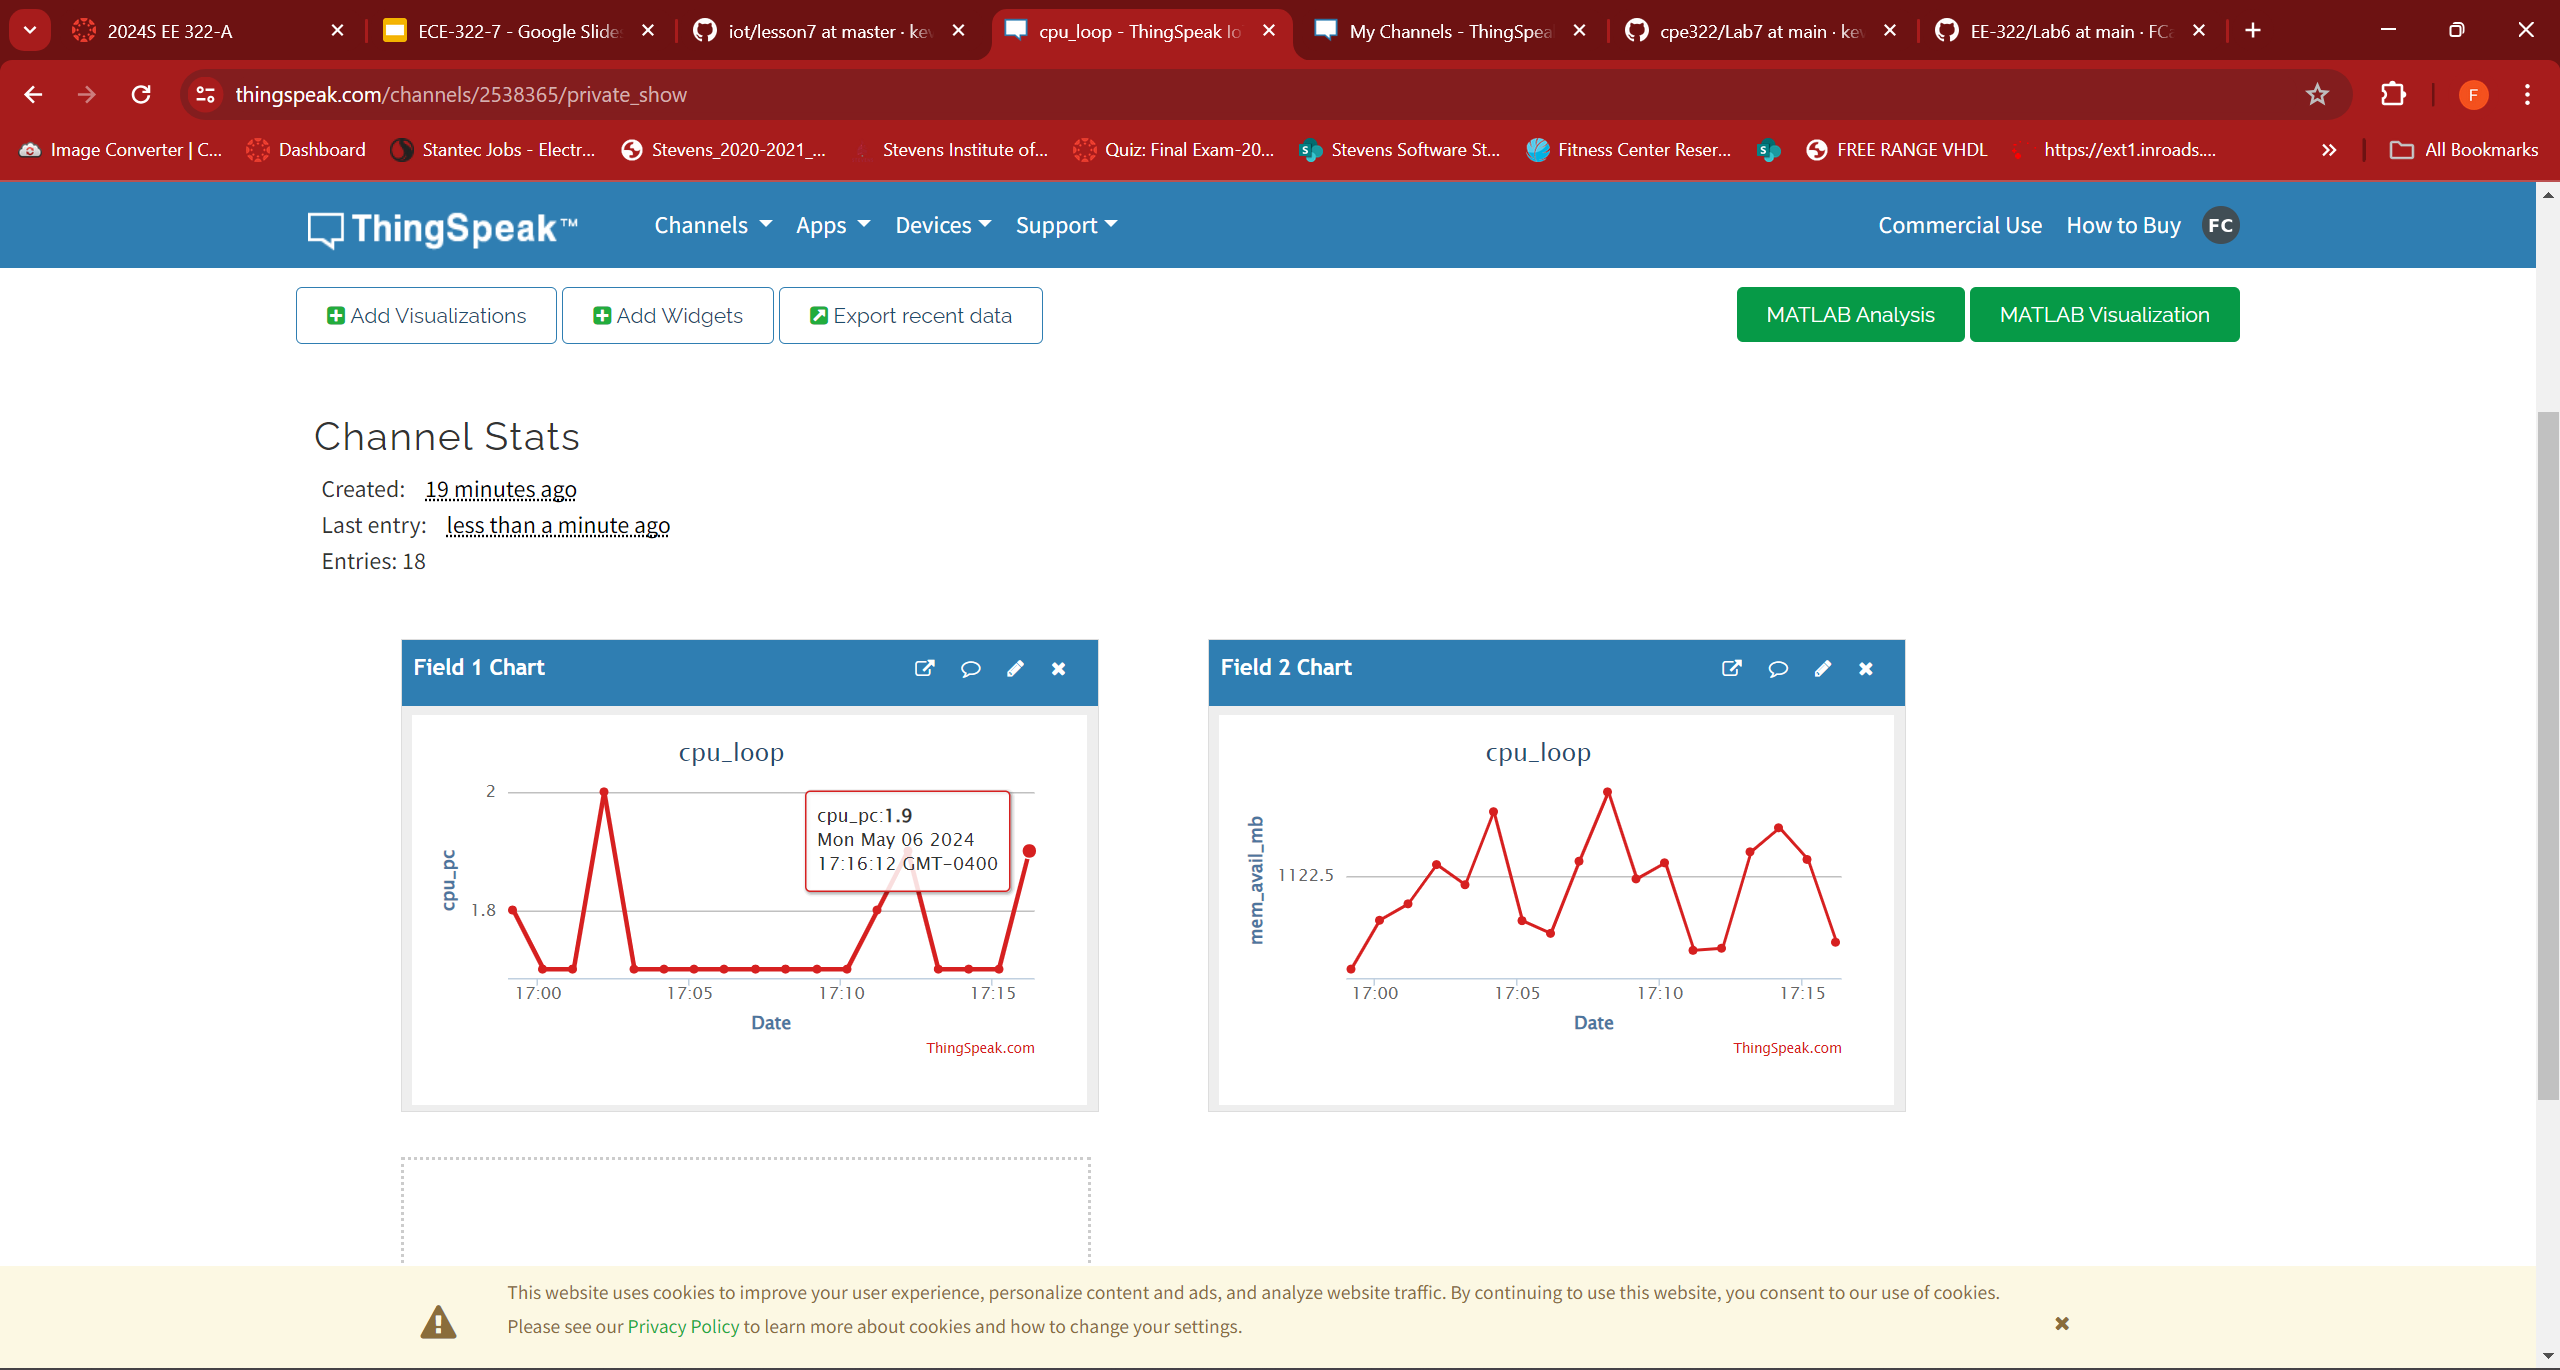 2024S EE 322-A
ECE-322-7 - Google Slide
iot/lesson7 at master · kev
cpu_loop - ThingSpeak Io
My Channels - ThingSpea
cpe322/Lab7 at main · kev
EE-322/Lab6 at main · FCa
thingspeak.com/channels/2538365/private_show
F
Image Converter | C...
Dashboard
Stantec Jobs - Electr...
Stevens_2020-2021_...
Stevens Institute of...
Quiz: Final Exam-20...
Stevens Software St...
Fitness Center Reser...
FREE RANGE VHDL
https://ext1.inroads....
All Bookmarks
ThingSpeak™
Channels
Apps
Devices
Support
Commercial Use
How to Buy
FC
Add Visualizations
Add Widgets
Export recent data
MATLAB Analysis
MATLAB Visualization
Channel Stats
Created: 19 minutes ago
Last entry: less than a minute ago
Entries: 18
Field 1 Chart
cpu_loop
2
1.8
cpu_pc
cpu_pc:1.9
Mon May 06 2024
17:16:12 GMT-0400
17:00
17:05
17:10
17:15
Date
ThingSpeak.com
Field 2 Chart
cpu_loop
mem_avail_mb
1122.5
17:00
17:05
17:10
17:15
Date
ThingSpeak.com
This website uses cookies to improve your user experience, personalize content and ads, and analyze website traffic. By continuing to use this website, you consent to our use of cookies.
Please see our Privacy Policy to learn more about cookies and how to change your settings.